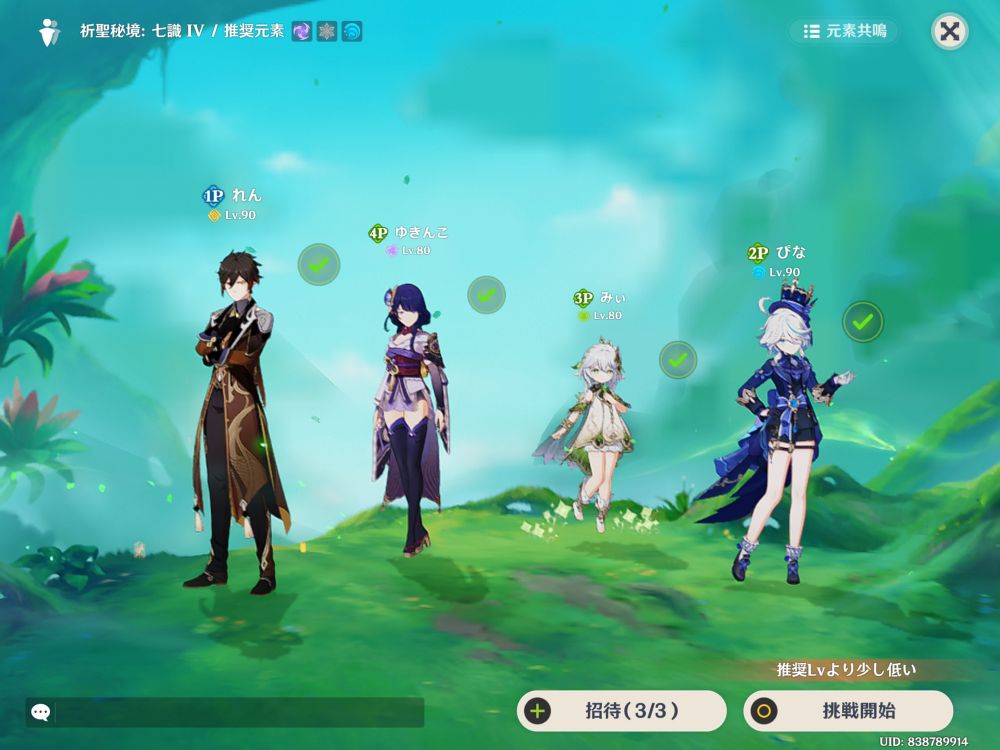 祈聖秘境: 七識 IV / 推奨元素
元素共鳴
1P れん
Lv.90
4P ゆきんこ
Lv.80
2P ぴな
Lv.90
3P みぃ
Lv.80
推奨Lvより少し低い
招待(3/3)
挑戦開始
UID: 838789914